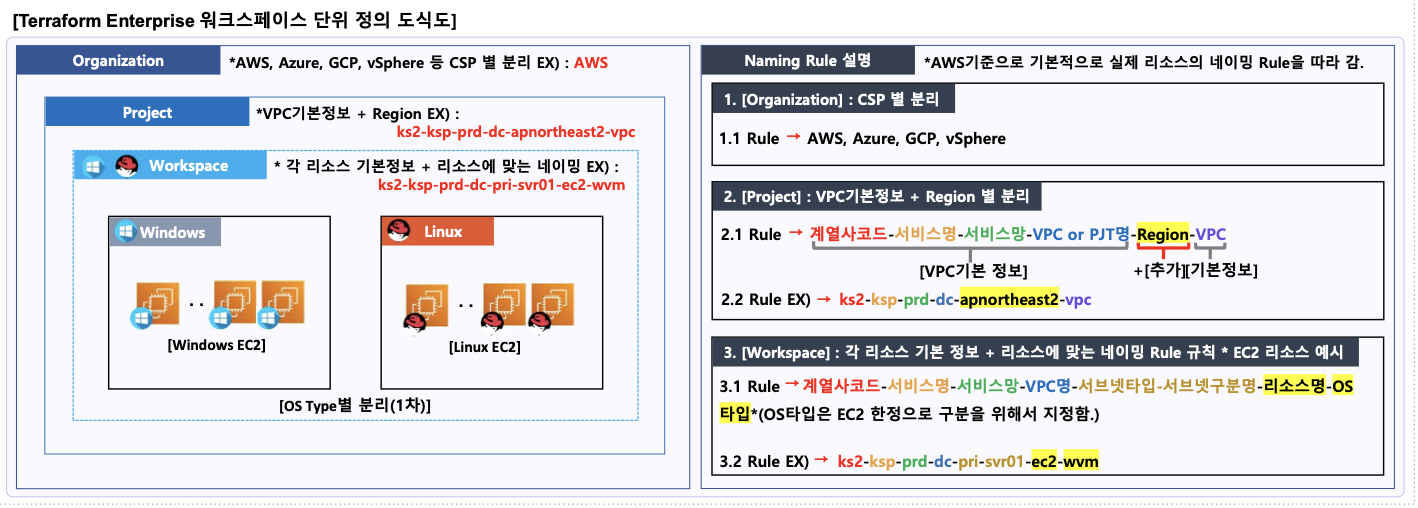 [Terraform Enterprise 워크스페이스 단위 정의 도식도]
Organization
*AWS, Azure, GCP, vSphere 등 CSP 별 분리 EX) : AWS
Project
*VPC기본정보 + Region EX) :
ks2-ksp-prd-dc-apnortheast2-vpc
Workspace
* 각 리소스 기본정보 + 리소스에 맞는 네이밍 EX) :
ks2-ksp-prd-dc-pri-svr01-ec2-wvm
Windows
Linux
. .
. .
[Windows EC2]
[Linux EC2]
[OS Type별 분리(1차)]
Naming Rule 설명
*AWS기준으로 기본적으로 실제 리소스의 네이밍 Rule을 따라 감.
1. [Organization] : CSP 별 분리
1.1 Rule → AWS, Azure, GCP, vSphere
2. [Project] : VPC기본정보 + Region 별 분리
2.1 Rule → 계열사코드-서비스명-서비스망-VPC or PJT명-Region-VPC
[VPC기본 정보]
+[추가][기본정보]
2.2 Rule EX) → ks2-ksp-prd-dc-apnortheast2-vpc
3. [Workspace] : 각 리소스 기본 정보 + 리소스에 맞는 네이밍 Rule 규칙 * EC2 리소스 예시
3.1 Rule →계열사코드-서비스명-서비스망-VPC명-서브넷타입-서브넷구분명-리소스명-OS
타입*(OS타입은 EC2 한정으로 구분을 위해서 지정함.)
3.2 Rule EX) → ks2-ksp-prd-dc-pri-svr01-ec2-wvm